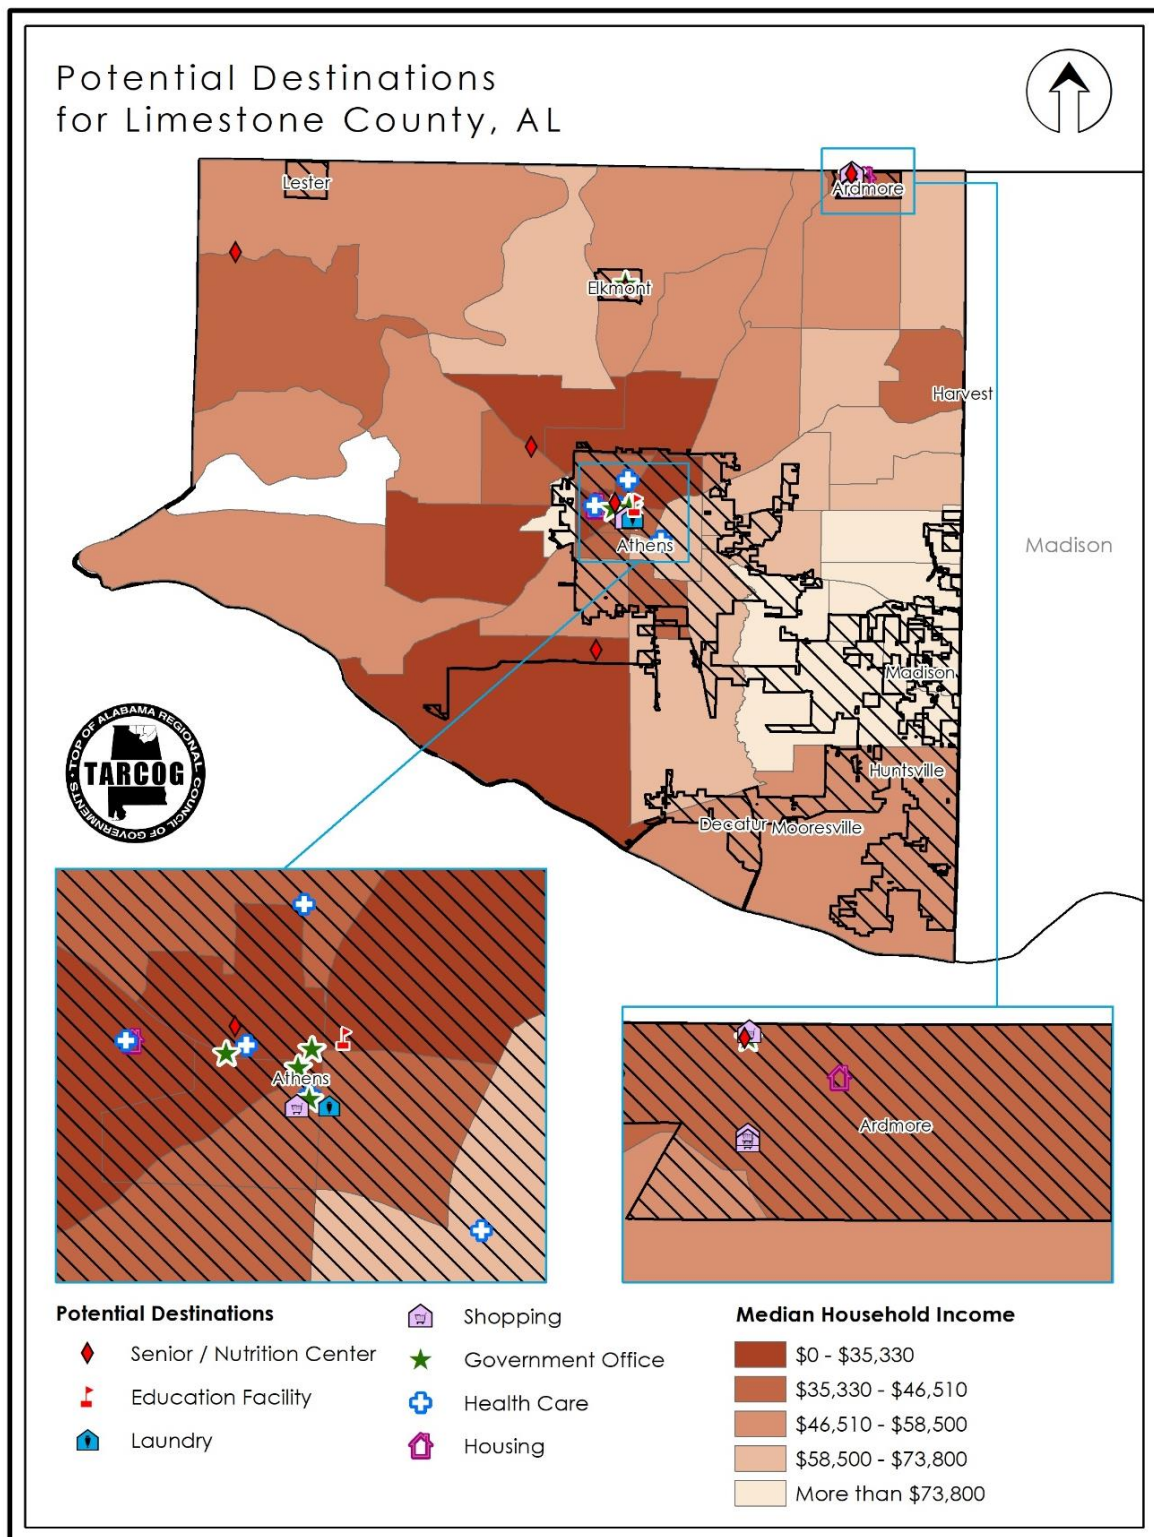 Potential Destinations
for Limestone County, AL
Lester
Ardmore
Elkmont
Harvest
Athens
Madison
Madison
Huntsville
Decatur
Mooresville
TOP OF ALABAMA REGIONAL
TARCOG
COUNCIL OF GOVERNMENTS
Athens
Ardmore
Potential Destinations
Senior / Nutrition Center
Education Facility
Laundry
Shopping
Government Office
Health Care
Housing
Median Household Income
$0 - $35,330
$35,330 - $46,510
$46,510 - $58,500
$58,500 - $73,800
More than $73,800